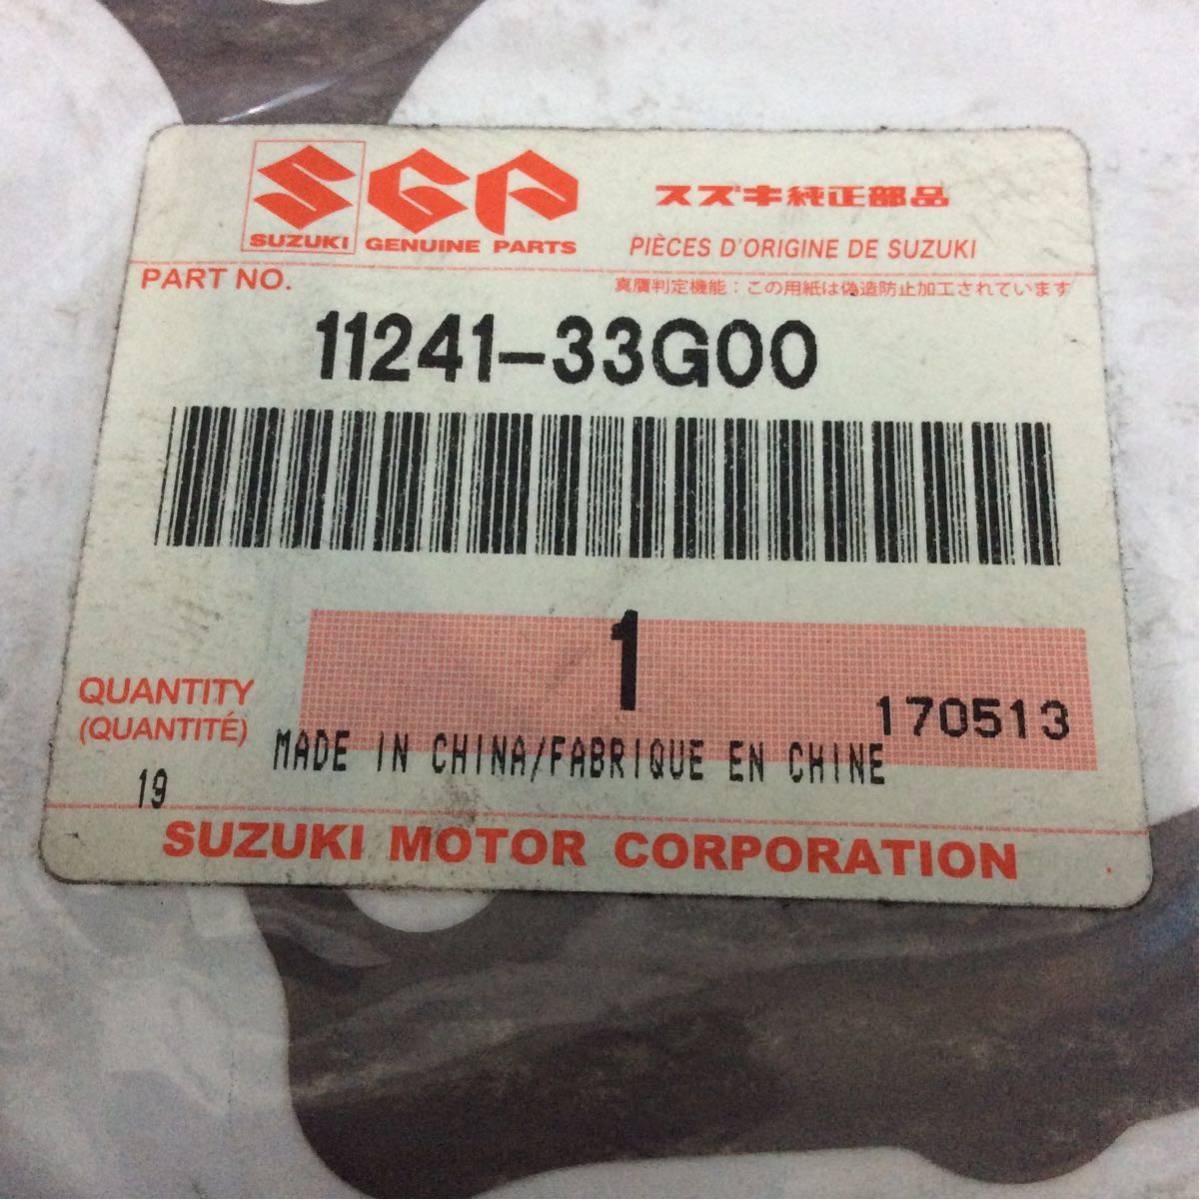 SGP
SUZUKI GENUINE PARTS
スズキ純正部品
PIÈCES D'ORIGINE DE SUZUKI
PART NO.
真贋判定機能：この用紙は偽造防止加工されています
11241-33G00
1
QUANTITY
(QUANTITÉ)
170513
MADE IN CHINA/FABRIQUE EN CHINE
19
SUZUKI MOTOR CORPORATION